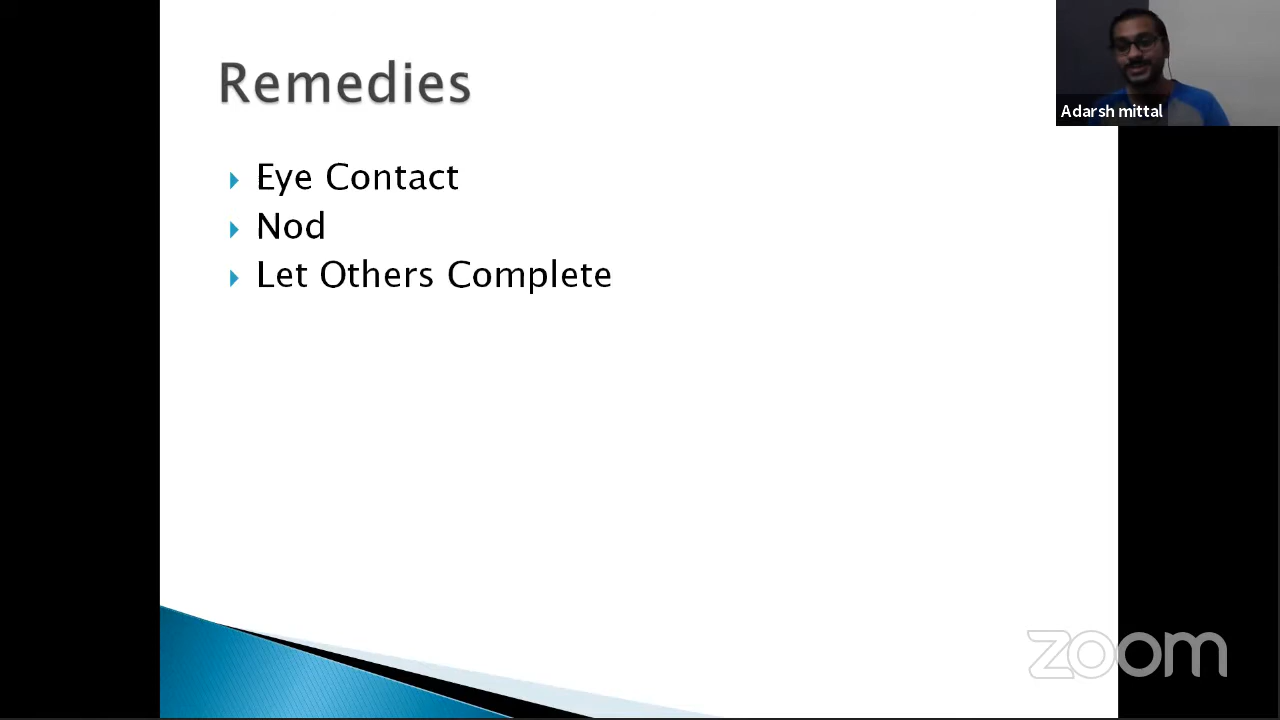 Remedies
Adarsh mittal
Eye Contact
Nod
Let Others Complete
zoom